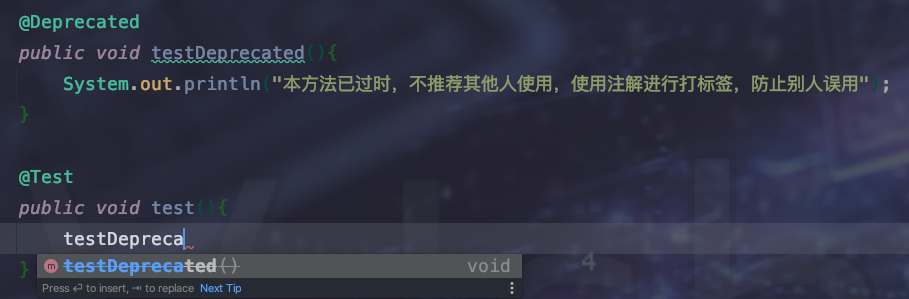 @Deprecated
public void testDeprecated(){
System.out.println("本方法已过时，不推荐其他人使用，使用注解进行打标签，防止别人误用");
}
@Test
public void test(){
testDepreca
m testDeprecated() void
}
Press ⏎ to insert, ⇥ to replace Next Tip
4